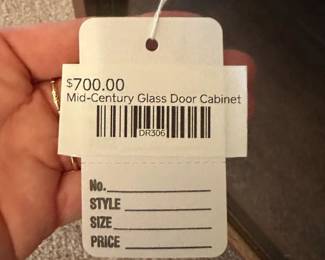 $700.00
Mid-Century Glass Door Cabinet
DR306
No.
STYLE
SIZE
PRICE